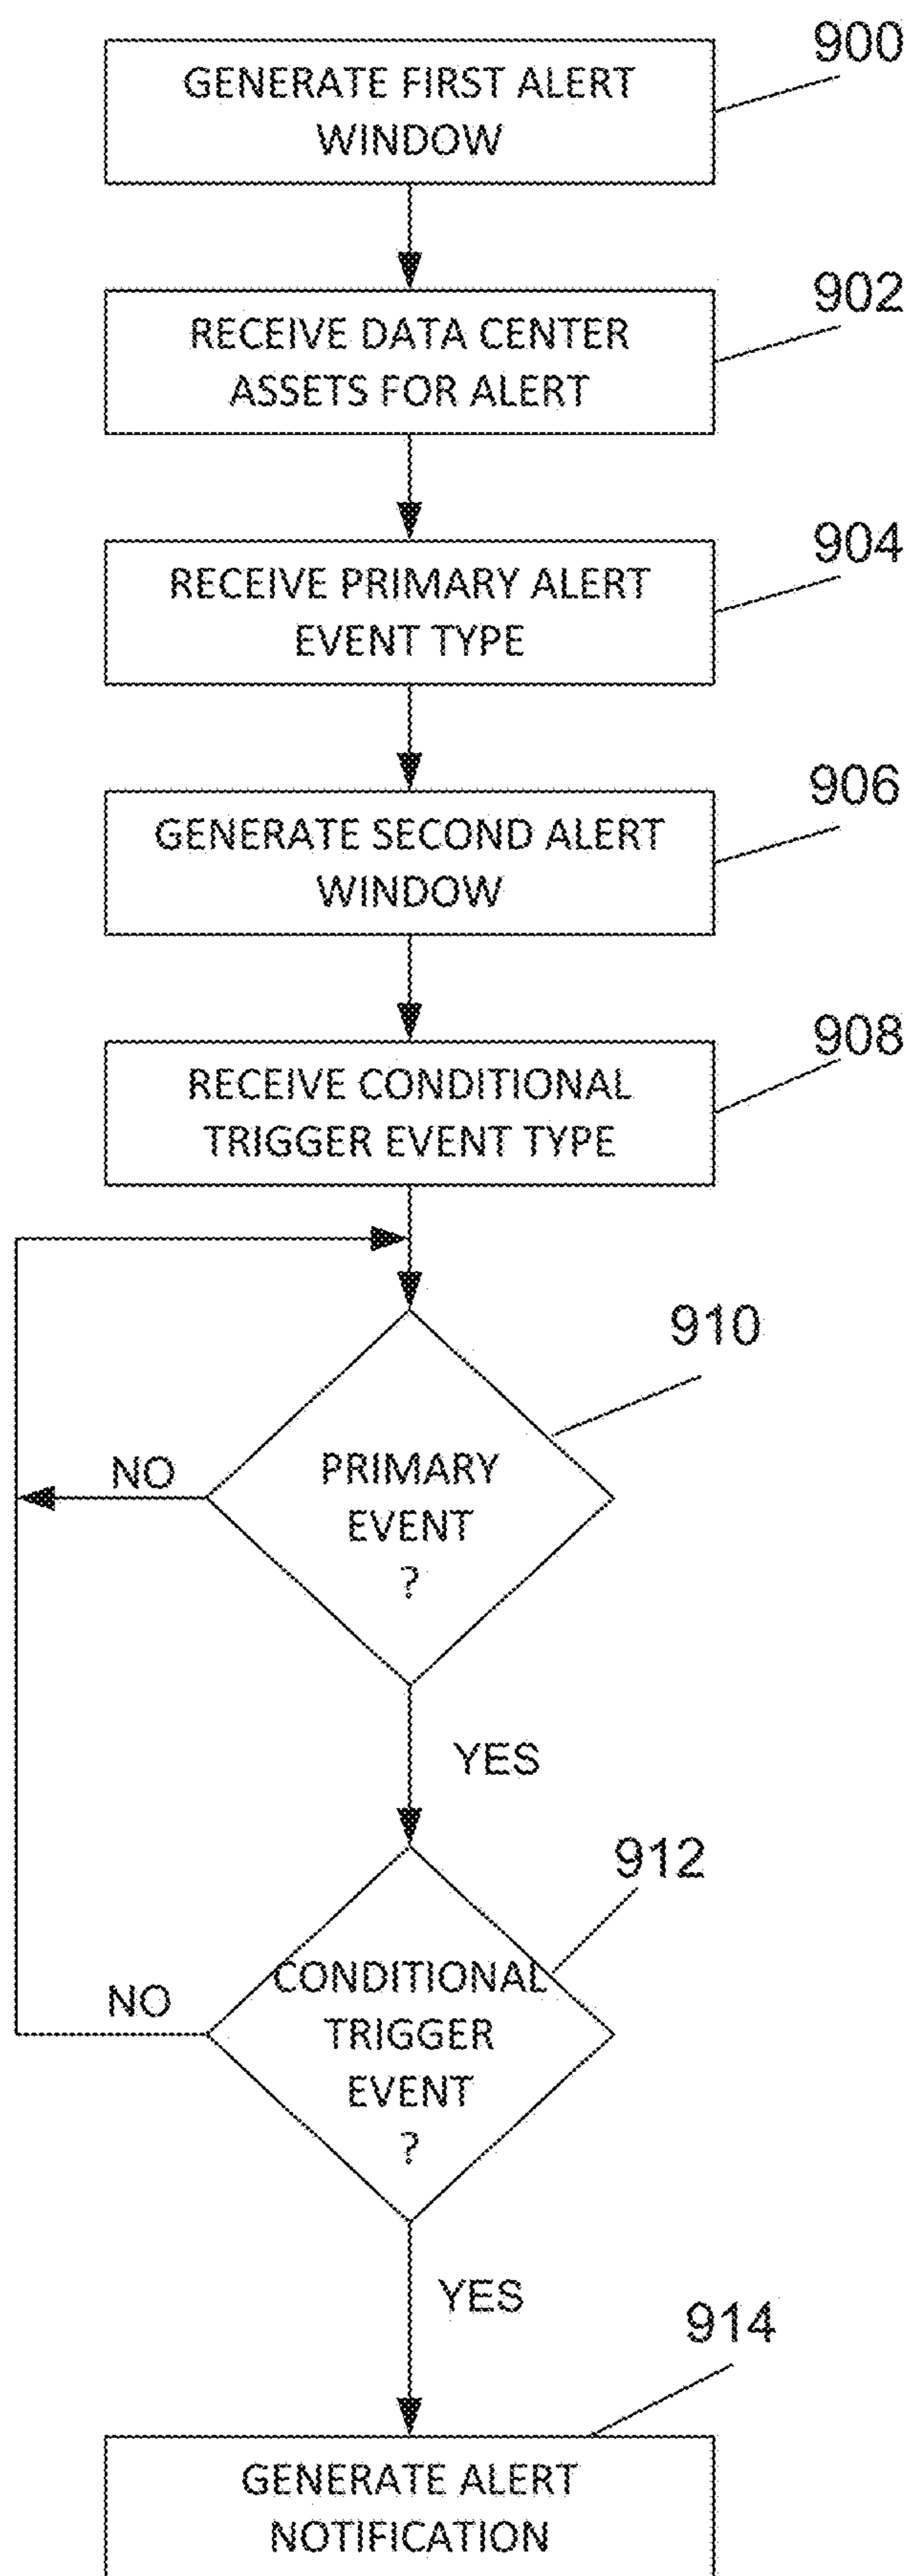 900
GENERATE FIRST ALERT
WINDOW
902
RECEIVE DATA CENTER
ASSETS FOR ALERT
904
RECEIVE PRIMARY ALERT
EVENT TYPE
906
GENERATE SECOND ALERT
WINDOW
908
RECEIVE CONDITIONAL
TRIGGER EVENT TYPE
910
NO
PRIMARY
EVENT
?
YES
912
NO
CONDITIONAL
TRIGGER
EVENT
?
YES
914
GENERATE ALERT
NOTIFICATION